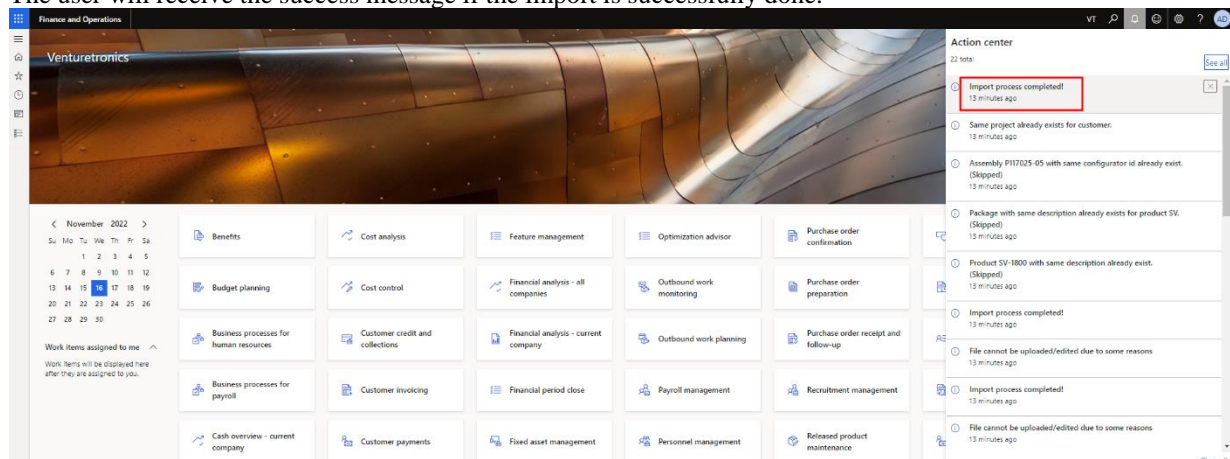 The user will receive the success message if the import is successfully done.
Finance and Operations
VT
?
AD
Venturetronics
Action center
22 total
See all
Import process completed!
13 minutes ago
Same project already exists for customer.
13 minutes ago
Assembly P117025-05 with same configurator id already exist.
(Skipped)
13 minutes ago
Package with same description already exists for product SV.
(Skipped)
13 minutes ago
Product SV-1800 with same description already exist.
(Skipped)
13 minutes ago
Import process completed!
13 minutes ago
File cannot be uploaded/edited due to some reasons
13 minutes ago
Import process completed!
13 minutes ago
File cannot be uploaded/edited due to some reasons
13 minutes ago
November 2022
Su Mo Tu We Th Fr Sa
1 2 3 4 5
6 7 8 9 10 11 12
13 14 15 16 17 18 19
20 21 22 23 24 25 26
27 28 29 30
Work items assigned to me
Work items will be displayed here
after they are assigned to you.
Benefits
Cost analysis
Feature management
Optimization advisor
Purchase order
confirmation
Budget planning
Cost control
Financial analysis - all
companies
Outbound work
monitoring
Purchase order
preparation
Business processes for
human resources
Customer credit and
collections
Financial analysis - current
company
Outbound work planning
Purchase order receipt and
follow-up
Business processes for
payroll
Customer invoicing
Financial period close
Payroll management
Recruitment management
Cash overview - current
company
Customer payments
Fixed asset management
Personnel management
Released product
maintenance